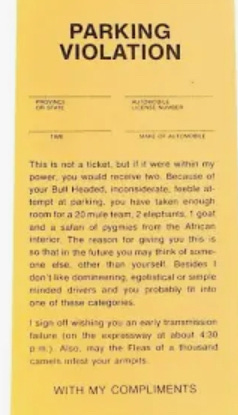 PARKING
VIOLATION
PROVINCE
OR STATE
AUTOMOBILE
LICENSE NUMBER
TIME
MAKE OF AUTOMOBILE
This is not a ticket, but if it were within my
power, you would receive two. Because of
your Bull Headed, inconsiderate, feeble at-
tempt at parking, you have taken enough
room for a 20 mule team, 2 elephants, 1 goat
and a safari of pygmies from the African
interior. The reason for giving you this is
so that in the future you may think of some-
one else, other than yourself. Besides I
don't like domineering, egotistical or simple
minded drivers and you probably fit into
one of these categories.
I sign off wishing you an early transmission
failure (on the expressway at about 4:30
p.m.). Also, may the Fleas of a thousand
camels infest your armpits.
WITH MY COMPLIMENTS